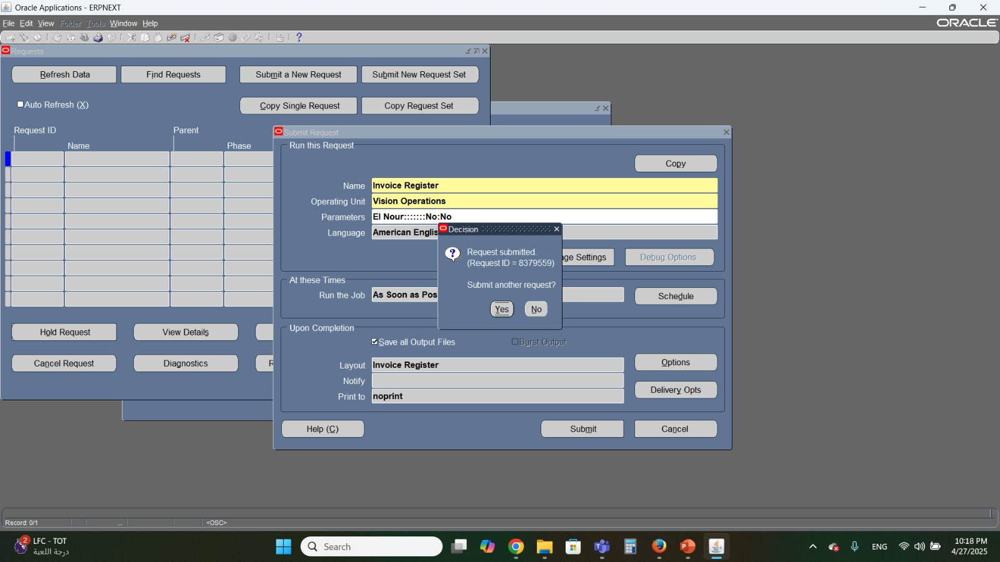 Oracle Applications - ERPNEXT
File Edit View Folder Tools Window Help
ORACLE
Requests
Refresh Data
Find Requests
Submit a New Request
Submit New Request Set
Auto Refresh (X)
Copy Single Request
Copy Request Set
Request ID
Parent
Name
Phase
Hold Request
View Details
Cancel Request
Diagnostics
R
Submit Request
Run this Request
Copy
Name Invoice Register
Operating Unit Vision Operations
Parameters El Nour:::::::No:No
Language American Englis
ge Settings
Debug Options
At these Times
Run the Job As Soon as Pos
Schedule
Decision
Request submitted.
(Request ID = 8379559)
Submit another request?
Yes
No
Upon Completion
Save all Output Files
Burst Output
Layout Invoice Register
Options
Notify
Print to noprint
Delivery Opts
Help (C)
Submit
Cancel
Record: 0/1
...
<OSC>
2
LFC - TOT
درجة اللعبة
Search
ENG
10:18 PM
4/27/2025